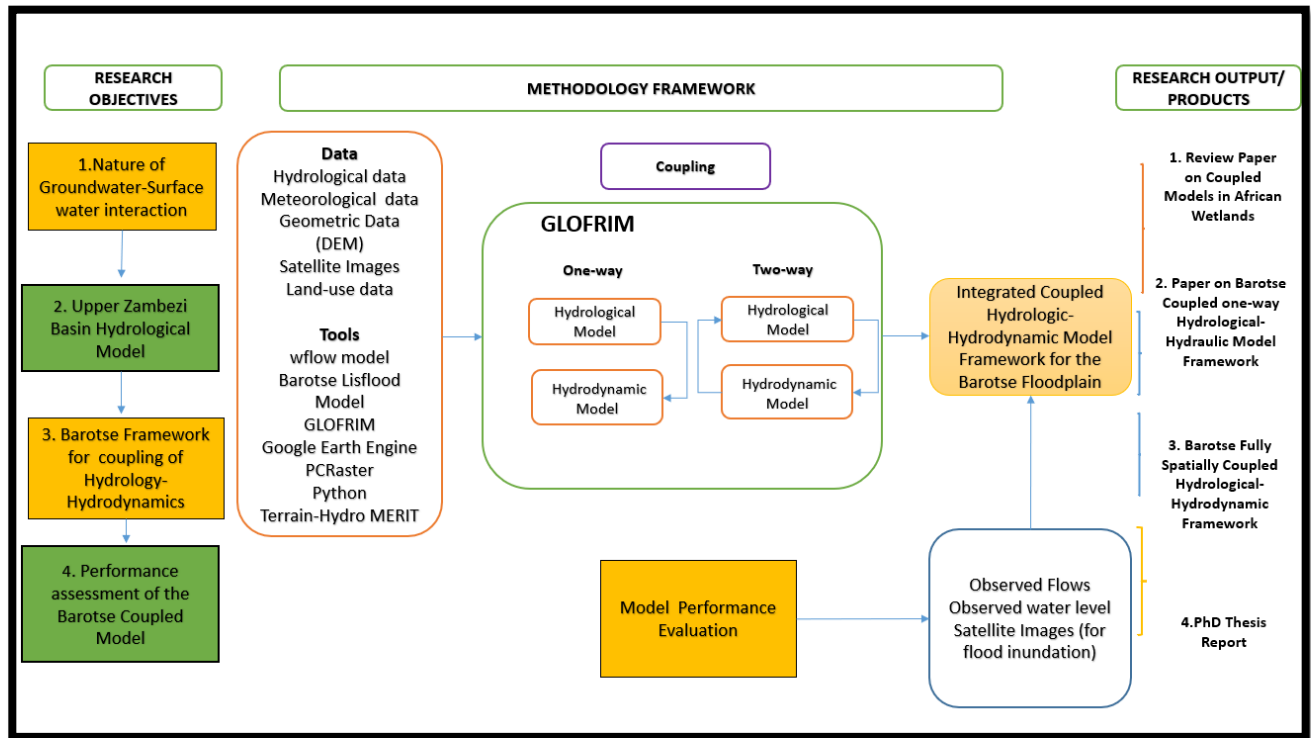 RESEARCH
OBJECTIVES
METHODOLOGY FRAMEWORK
RESEARCH OUTPUT/
PRODUCTS
1.Nature of
Groundwater-Surface
water interaction
2. Upper Zambezi
Basin Hydrological
Model
3. Barotse Framework
for coupling of
Hydrology-
Hydrodynamics
4. Performance
assessment of the
Barotse Coupled
Model
Data
Hydrological data
Meteorological data
Geometric Data
(DEM)
Satellite Images
Land-use data
Tools
wflow model
Barotse Lisflood
Model
GLOFRIM
Google Earth Engine
PCRaster
Python
Terrain-Hydro MERIT
Coupling
GLOFRIM
One-way
Hydrological
Model
Hydrodynamic
Model
Two-way
Hydrological
Model
Hydrodynamic
Model
Model Performance
Evaluation
Integrated Coupled
Hydrologic-
Hydrodynamic Model
Framework for the
Barotse Floodplain
Observed Flows
Observed water level
Satellite Images (for
flood inundation)
1. Review Paper
on Coupled
Models in African
Wetlands
2. Paper on Barotse
Coupled one-way
Hydrological-
Hydraulic Model
Framework
3. Barotse Fully
Spatially Coupled
Hydrological-
Hydrodynamic
Framework
4.PhD Thesis
Report